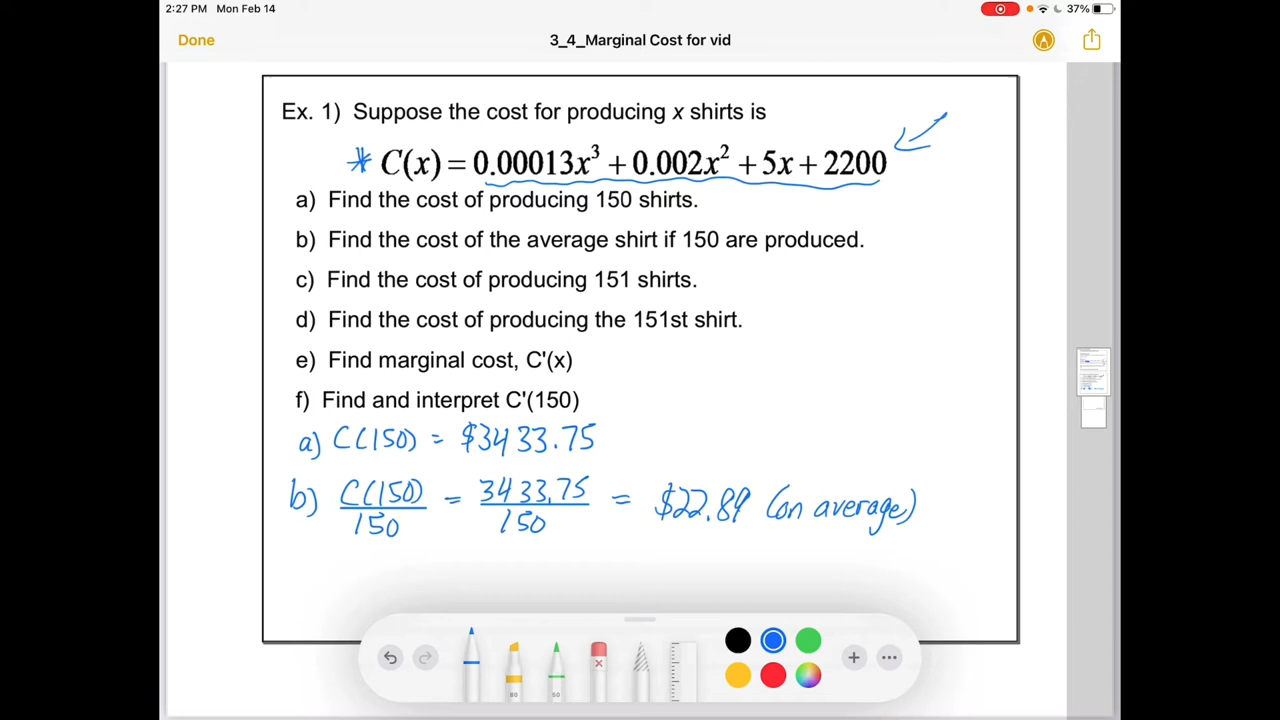 2:27 PM Mon Feb 14 37%
Done 3_4_Marginal Cost for vid
Ex. 1) Suppose the cost for producing x shirts is
* C(x) = 0.00013x³ + 0.002x² + 5x + 2200
a) Find the cost of producing 150 shirts.
b) Find the cost of the average shirt if 150 are produced.
c) Find the cost of producing 151 shirts.
d) Find the cost of producing the 151st shirt.
e) Find marginal cost, C'(x)
f) Find and interpret C'(150)
a) C(150) = $3433.75
b) C(150)/150 = 3433.75/150 = $22.89 (on average)
80 50